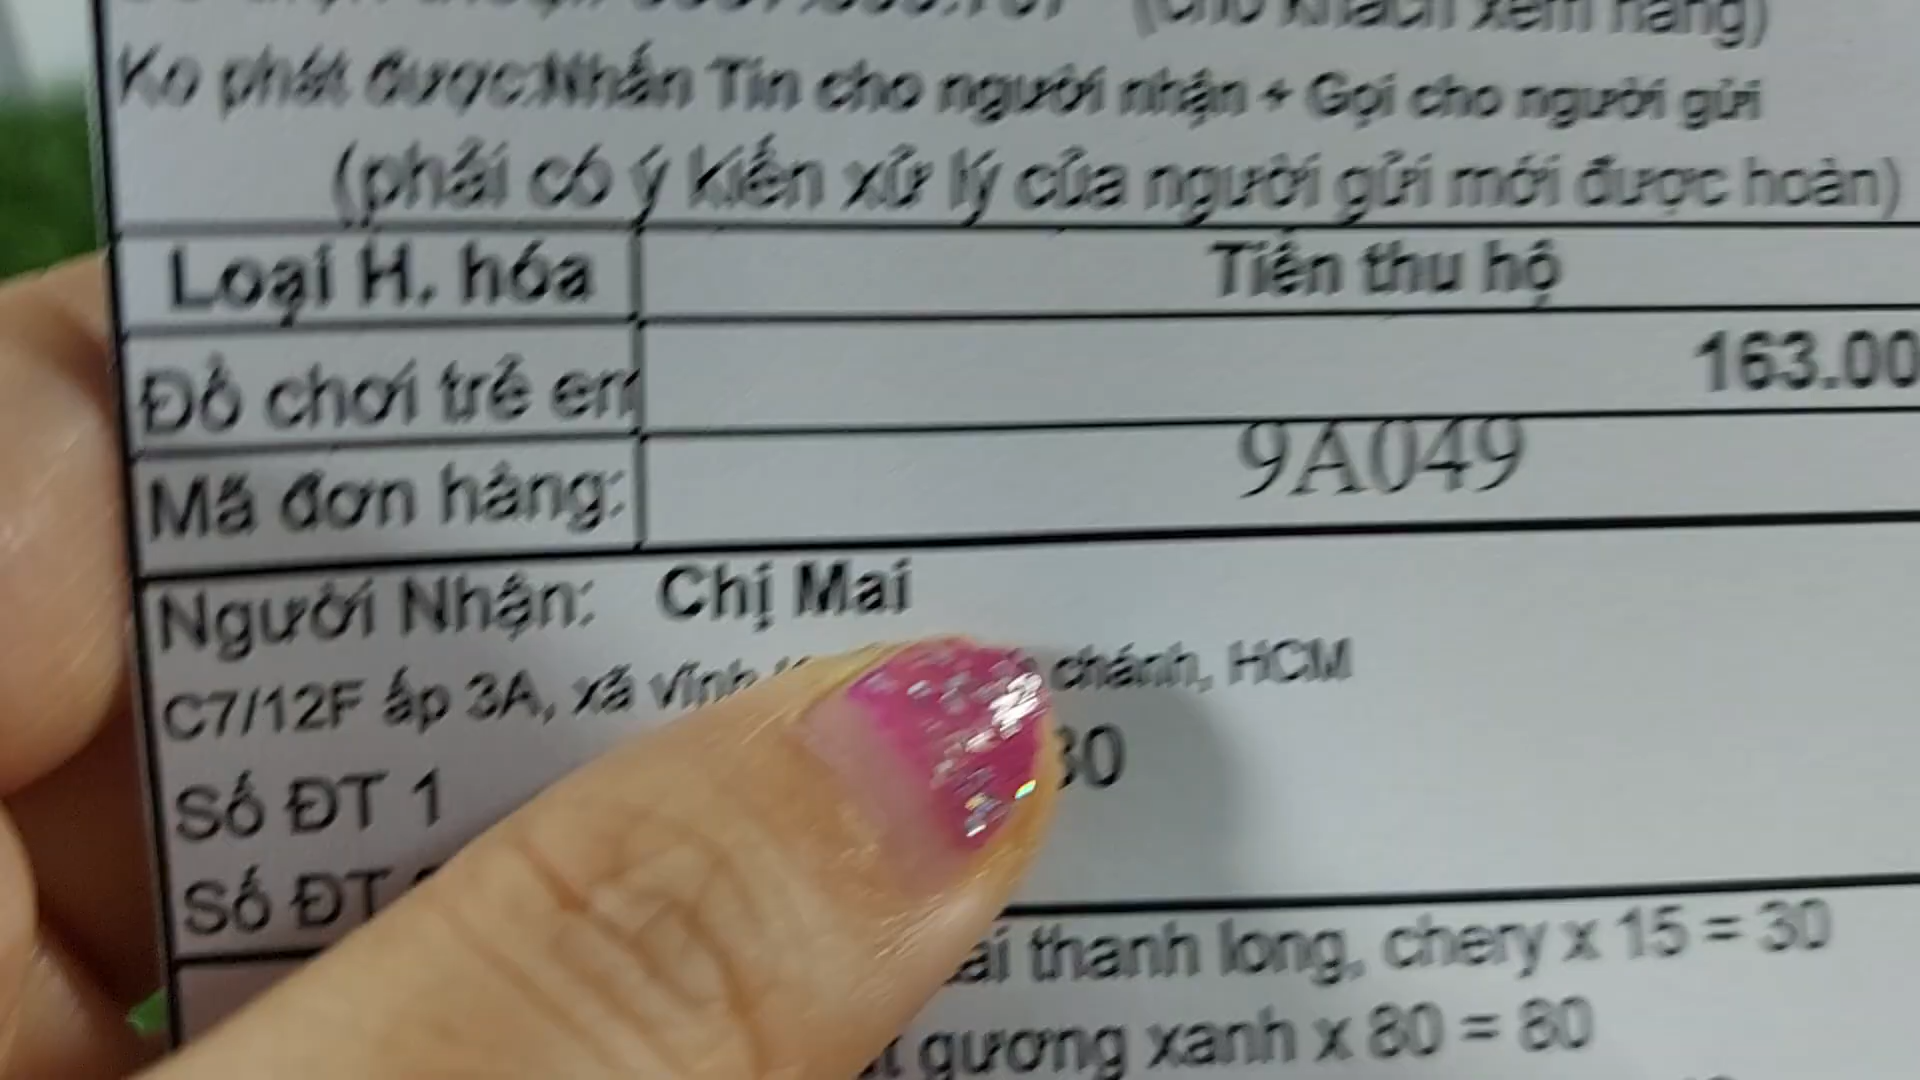 (cho khách xem hàng)
Ko phát được:Nhắn Tin cho người nhận + Gọi cho người gửi
(phải có ý kiến xử lý của người gửi mới được hoàn)
Loại H. hóa Tiền thu hộ
Đồ chơi trẻ em 163.00
Mã đơn hàng: 9A049
Người Nhận: Chị Mai
C7/12F ấp 3A, xã vĩnh chánh, HCM
Số ĐT 1 30
Số ĐT
thanh long, chery x 15 = 30
gương xanh x 80 = 80